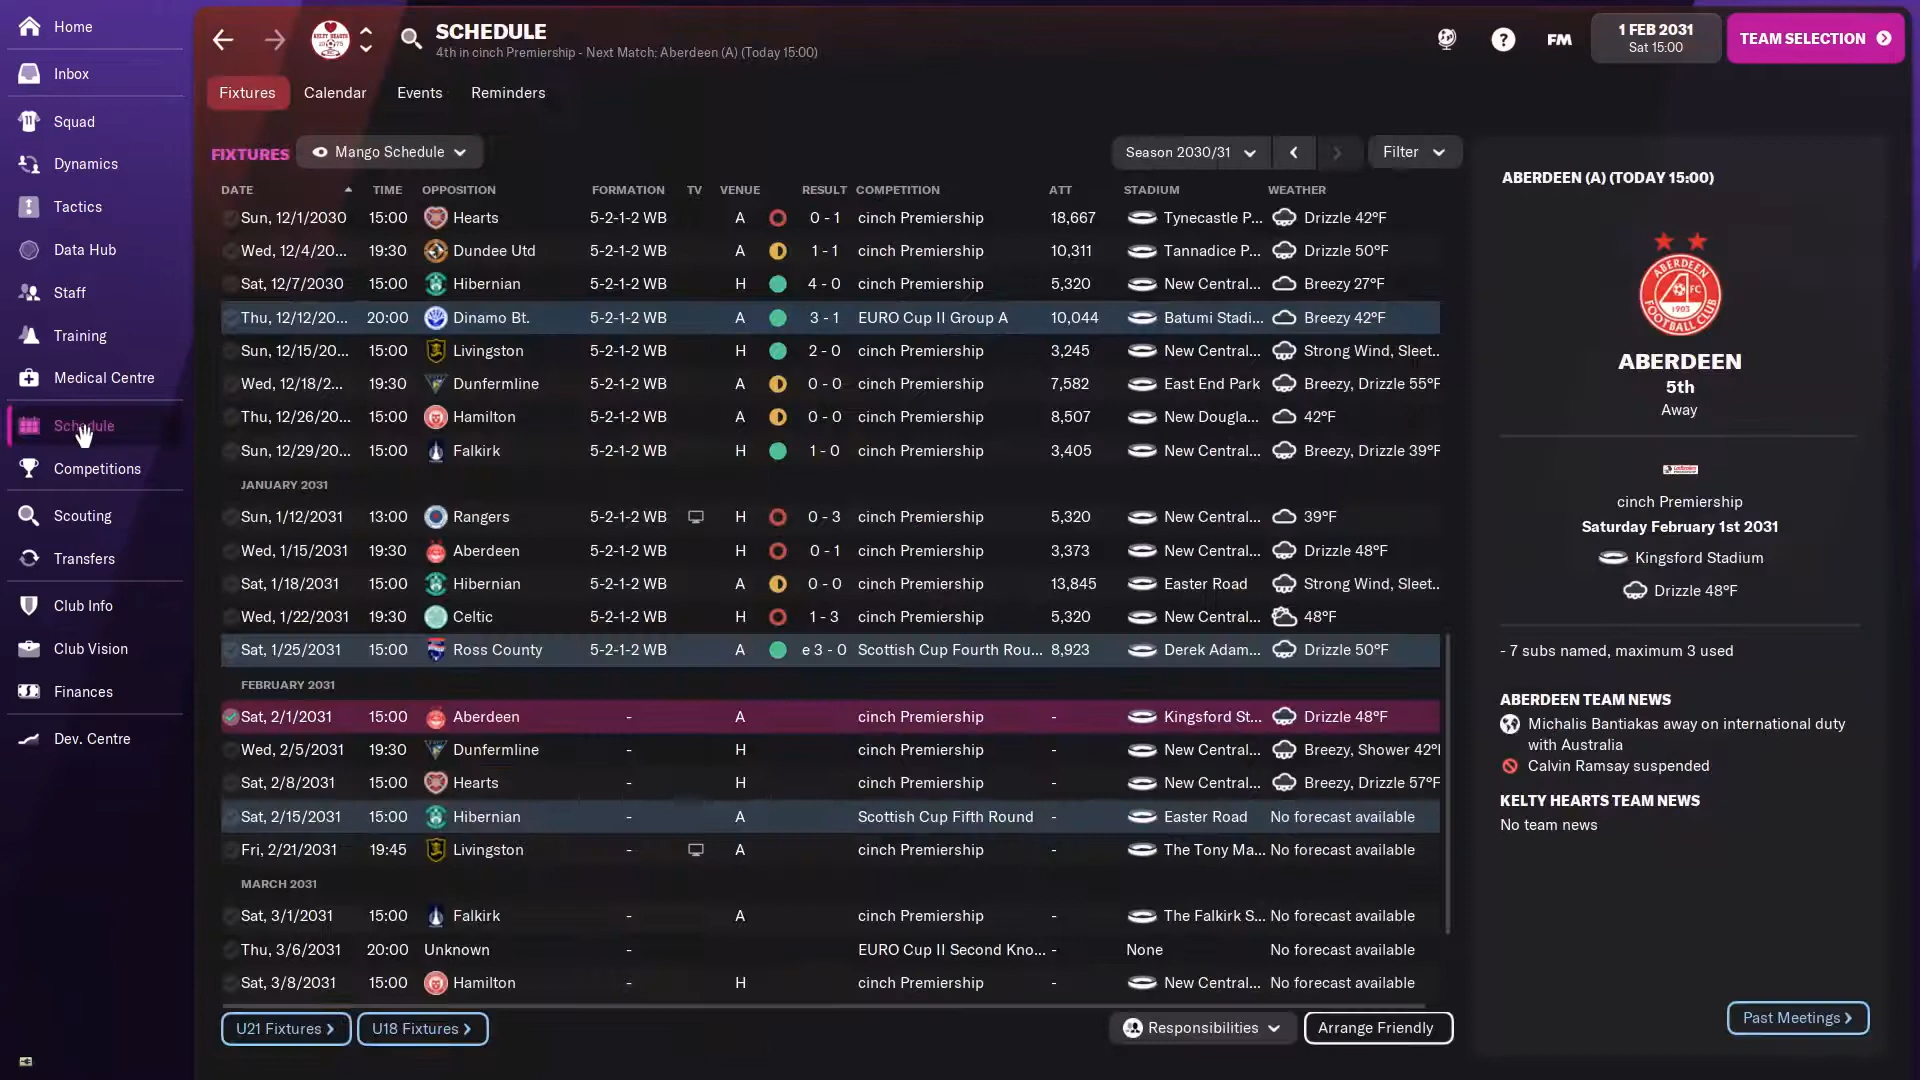 Home
Inbox
Squad
Dynamics
Tactics
Data Hub
Staff
Training
Medical Centre
Schedule
Competitions
Scouting
Transfers
Club Info
Club Vision
Finances
Dev. Centre
SCHEDULE
4th in cinch Premiership - Next Match: Aberdeen (A) (Today 15:00)
FM
1 FEB 2031
Sat 15:00
TEAM SELECTION
Fixtures Calendar Events Reminders
FIXTURES Mango Schedule Season 2030/31 Filter
DATE TIME OPPOSITION FORMATION TV VENUE RESULT COMPETITION ATT STADIUM WEATHER
Sun, 12/1/2030 15:00 Hearts 5-2-1-2 WB A 0 - 1 cinch Premiership 18,667 Tynecastle P... Drizzle 42°F
Wed, 12/4/20... 19:30 Dundee Utd 5-2-1-2 WB A 1 - 1 cinch Premiership 10,311 Tannadice P... Drizzle 50°F
Sat, 12/7/2030 15:00 Hibernian 5-2-1-2 WB H 4 - 0 cinch Premiership 5,320 New Central... Breezy 27°F
Thu, 12/12/20... 20:00 Dinamo Bt. 5-2-1-2 WB A 3 - 1 EURO Cup II Group A 10,044 Batumi Stadi... Breezy 42°F
Sun, 12/15/20... 15:00 Livingston 5-2-1-2 WB H 2 - 0 cinch Premiership 3,245 New Central... Strong Wind, Sleet..
Wed, 12/18/2... 19:30 Dunfermline 5-2-1-2 WB A 0 - 0 cinch Premiership 7,582 East End Park Breezy, Drizzle 55°F
Thu, 12/26/20... 15:00 Hamilton 5-2-1-2 WB A 0 - 0 cinch Premiership 8,507 New Dougla... 42°F
Sun, 12/29/20... 15:00 Falkirk 5-2-1-2 WB H 1 - 0 cinch Premiership 3,405 New Central... Breezy, Drizzle 39°F
JANUARY 2031
Sun, 1/12/2031 13:00 Rangers 5-2-1-2 WB H 0 - 3 cinch Premiership 5,320 New Central... 39°F
Wed, 1/15/2031 19:30 Aberdeen 5-2-1-2 WB H 0 - 1 cinch Premiership 3,373 New Central... Drizzle 48°F
Sat, 1/18/2031 15:00 Hibernian 5-2-1-2 WB A 0 - 0 cinch Premiership 13,845 Easter Road Strong Wind, Sleet..
Wed, 1/22/2031 19:30 Celtic 5-2-1-2 WB H 1 - 3 cinch Premiership 5,320 New Central... 48°F
Sat, 1/25/2031 15:00 Ross County 5-2-1-2 WB A e 3 - 0 Scottish Cup Fourth Rou... 8,923 Derek Adam... Drizzle 50°F
FEBRUARY 2031
Sat, 2/1/2031 15:00 Aberdeen - A cinch Premiership - Kingsford St... Drizzle 48°F
Wed, 2/5/2031 19:30 Dunfermline - H cinch Premiership - New Central... Breezy, Shower 42°
Sat, 2/8/2031 15:00 Hearts - H cinch Premiership - New Central... Breezy, Drizzle 57°F
Sat, 2/15/2031 15:00 Hibernian - A Scottish Cup Fifth Round - Easter Road No forecast available
Fri, 2/21/2031 19:45 Livingston - A cinch Premiership - The Tony Ma... No forecast available
MARCH 2031
Sat, 3/1/2031 15:00 Falkirk - A cinch Premiership - The Falkirk S... No forecast available
Thu, 3/6/2031 20:00 Unknown - EURO Cup II Second Kno... - None No forecast available
Sat, 3/8/2031 15:00 Hamilton - H cinch Premiership - New Central... No forecast available
U21 Fixtures U18 Fixtures Responsibilities Arrange Friendly
ABERDEEN (A) (TODAY 15:00)
ABERDEEN
FC
1903
FOOTBALL CLUB
ABERDEEN
5th
Away
cinch Premiership
Saturday February 1st 2031
Kingsford Stadium
Drizzle 48°F
- 7 subs named, maximum 3 used
ABERDEEN TEAM NEWS
Michalis Bantiakas away on international duty
with Australia
Calvin Ramsay suspended
KELTY HEARTS TEAM NEWS
No team news
Past Meetings